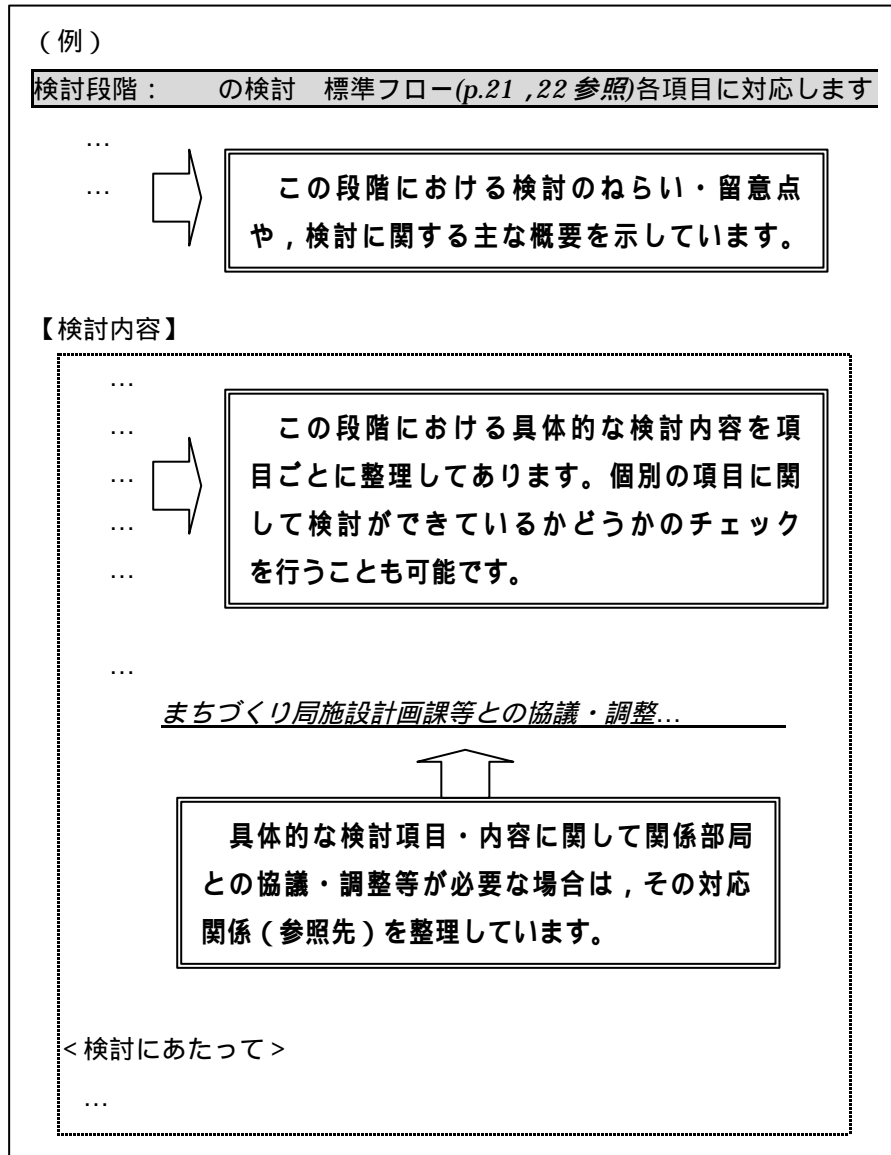 （例）
検討段階：　　の検討　標準フロー(p.21 ,22 参照)各項目に対応します
…
…
この段階における検討のねらい・留意点
や，検討に関する主な概要を示しています。
【検討内容】
…
…
…
…
…
この段階における具体的な検討内容を項
目ごとに整理してあります。個別の項目に関
して検討ができているかどうかのチェック
を行うことも可能です。
…
まちづくり局施設計画課等との協議・調整…
具体的な検討項目・内容に関して関係部局
との協議・調整等が必要な場合は，その対応
関係（参照先）を整理しています。
＜検討にあたって＞
…